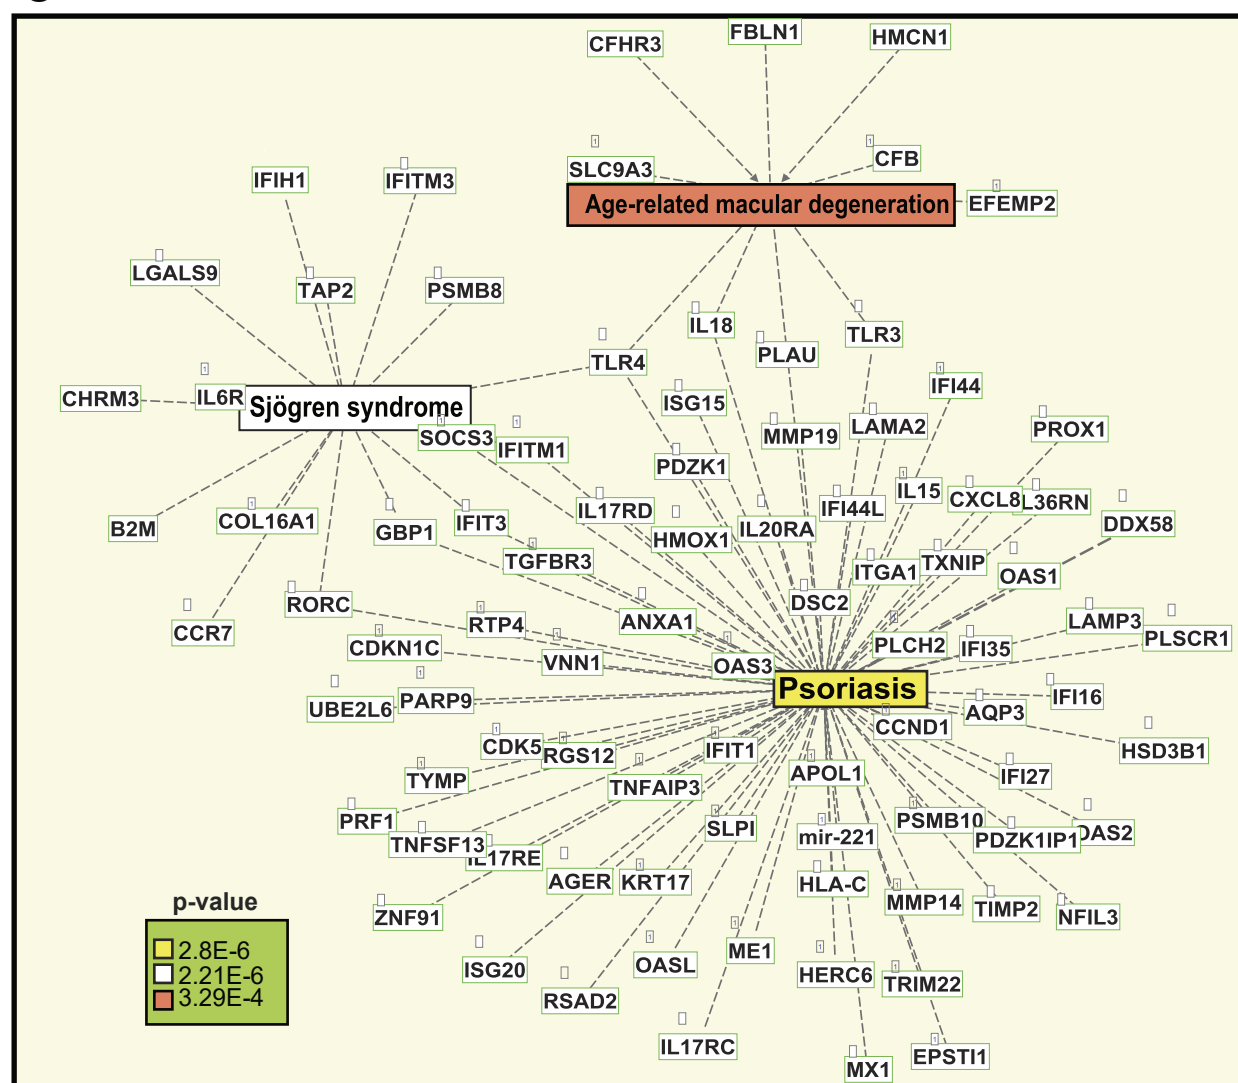 FBLN1
CFHR3
HMCN1
SLC9A3
CFB
IFIH1
IFITM3
Age-related macular degeneration
EFEMP2
LGALS9
TAP2
PSMB8
IL18
TLR3
PLAU
TLR4
IFI44
CHRM3
IL6R
Sjögren syndrome
ISG15
SOCS3
IFITM1
MMP19
LAMA2
PROX1
PDZK1
IL15
CXCL8
L36RN
B2M
COL16A1
GBP1
IFIT3
IL17RD
HMOX1
IL20RA
IFI44L
DDX58
TGFBR3
ITGA1
TXNIP
OAS1
RORC
DSC2
CCR7
CDKN1C
RTP4
ANXA1
LAMP3
PLSCR1
VNN1
OAS3
PLCH2
IFI35
Psoriasis
UBE2L6
PARP9
IFI16
AQP3
CCND1
CDK5
RGS12
IFIT1
HSD3B1
TYMP
TNFAIP3
APOL1
IFI27
PRF1
TNFSF13
IL17RE
SLPI
mir-221
PSMB10
PDZK1IP1
OAS2
AGER
KRT17
HLA-C
MMP14
TIMP2
NFIL3
ZNF91
p-value
2.8E-6
2.21E-6
3.29E-4
ISG20
OASL
ME1
HERC6
TRIM22
RSAD2
IL17RC
MX1
EPSTI1